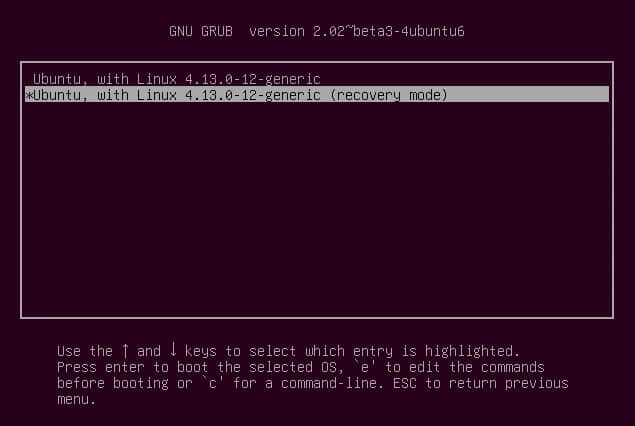 GNU GRUB  version 2.02~beta3-4ubuntu6
Ubuntu, with Linux 4.13.0-12-generic
*Ubuntu, with Linux 4.13.0-12-generic (recovery mode)
Use the ↑ and ↓ keys to select which entry is highlighted.
Press enter to boot the selected OS, `e' to edit the commands
before booting or `c' for a command-line. ESC to return previous
menu.